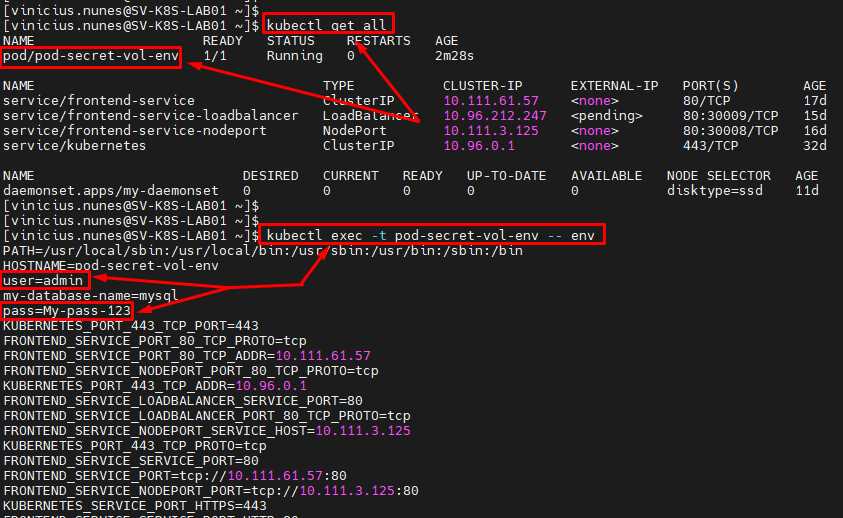 [vinicius.nunes@SV-K8S-LAB01 ~]$
[vinicius.nunes@SV-K8S-LAB01 ~]$ kubectl get all
NAME READY STATUS RESTARTS AGE
pod/pod-secret-vol-env 1/1 Running 0 2m28s
NAME TYPE CLUSTER-IP EXTERNAL-IP PORT(S) AGE
service/frontend-service ClusterIP 10.111.61.57 <none> 80/TCP 17d
service/frontend-service-loadbalancer LoadBalancer 10.96.212.247 <pending> 80:30009/TCP 15d
service/frontend-service-nodeport NodePort 10.111.3.125 <none> 80:30008/TCP 16d
service/kubernetes ClusterIP 10.96.0.1 <none> 443/TCP 32d
NAME DESIRED CURRENT READY UP-TO-DATE AVAILABLE NODE SELECTOR AGE
daemonset.apps/my-daemonset 0 0 0 0 0 disktype=ssd 11d
[vinicius.nunes@SV-K8S-LAB01 ~]$
[vinicius.nunes@SV-K8S-LAB01 ~]$
[vinicius.nunes@SV-K8S-LAB01 ~]$ kubectl exec -t pod-secret-vol-env -- env
PATH=/usr/local/sbin:/usr/local/bin:/usr/sbin:/usr/bin:/sbin:/bin
HOSTNAME=pod-secret-vol-env
user=admin
my-database-name=mysql
pass=My-pass-123
KUBERNETES_PORT_443_TCP_PORT=443
FRONTEND_SERVICE_PORT_80_TCP_PROTO=tcp
FRONTEND_SERVICE_PORT_80_TCP_ADDR=10.111.61.57
FRONTEND_SERVICE_NODEPORT_PORT_80_TCP_PROTO=tcp
KUBERNETES_PORT_443_TCP_ADDR=10.96.0.1
FRONTEND_SERVICE_LOADBALANCER_SERVICE_PORT=80
FRONTEND_SERVICE_LOADBALANCER_PORT_80_TCP_PROTO=tcp
FRONTEND_SERVICE_NODEPORT_SERVICE_HOST=10.111.3.125
KUBERNETES_PORT_443_TCP_PROTO=tcp
FRONTEND_SERVICE_SERVICE_PORT=80
FRONTEND_SERVICE_PORT=tcp://10.111.61.57:80
FRONTEND_SERVICE_NODEPORT_PORT=tcp://10.111.3.125:80
KUBERNETES_SERVICE_PORT_HTTPS=443